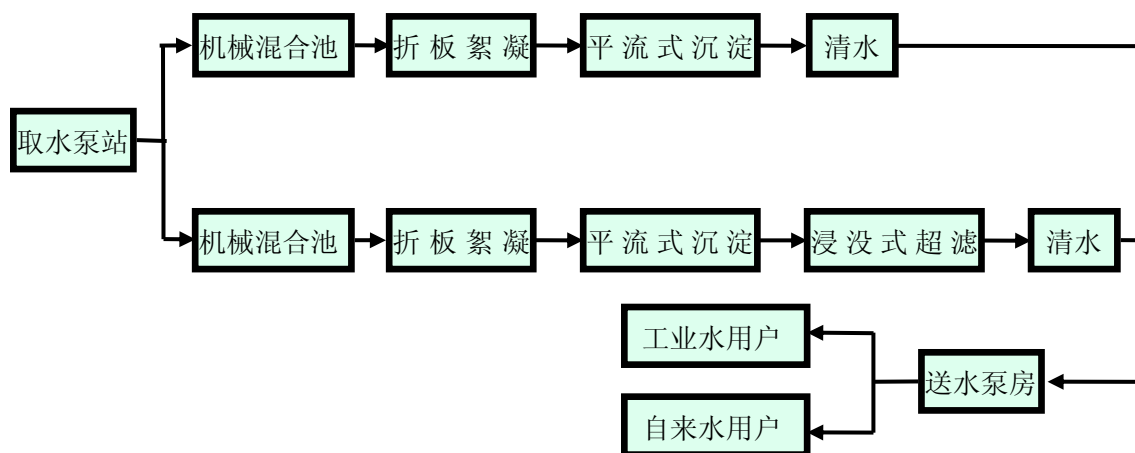 机械混合池
折板絮凝
平流式沉淀
清水
取水泵站
机械混合池
折板絮凝
平流式沉淀
浸没式超滤
清水
工业水用户
送水泵房
自来水用户